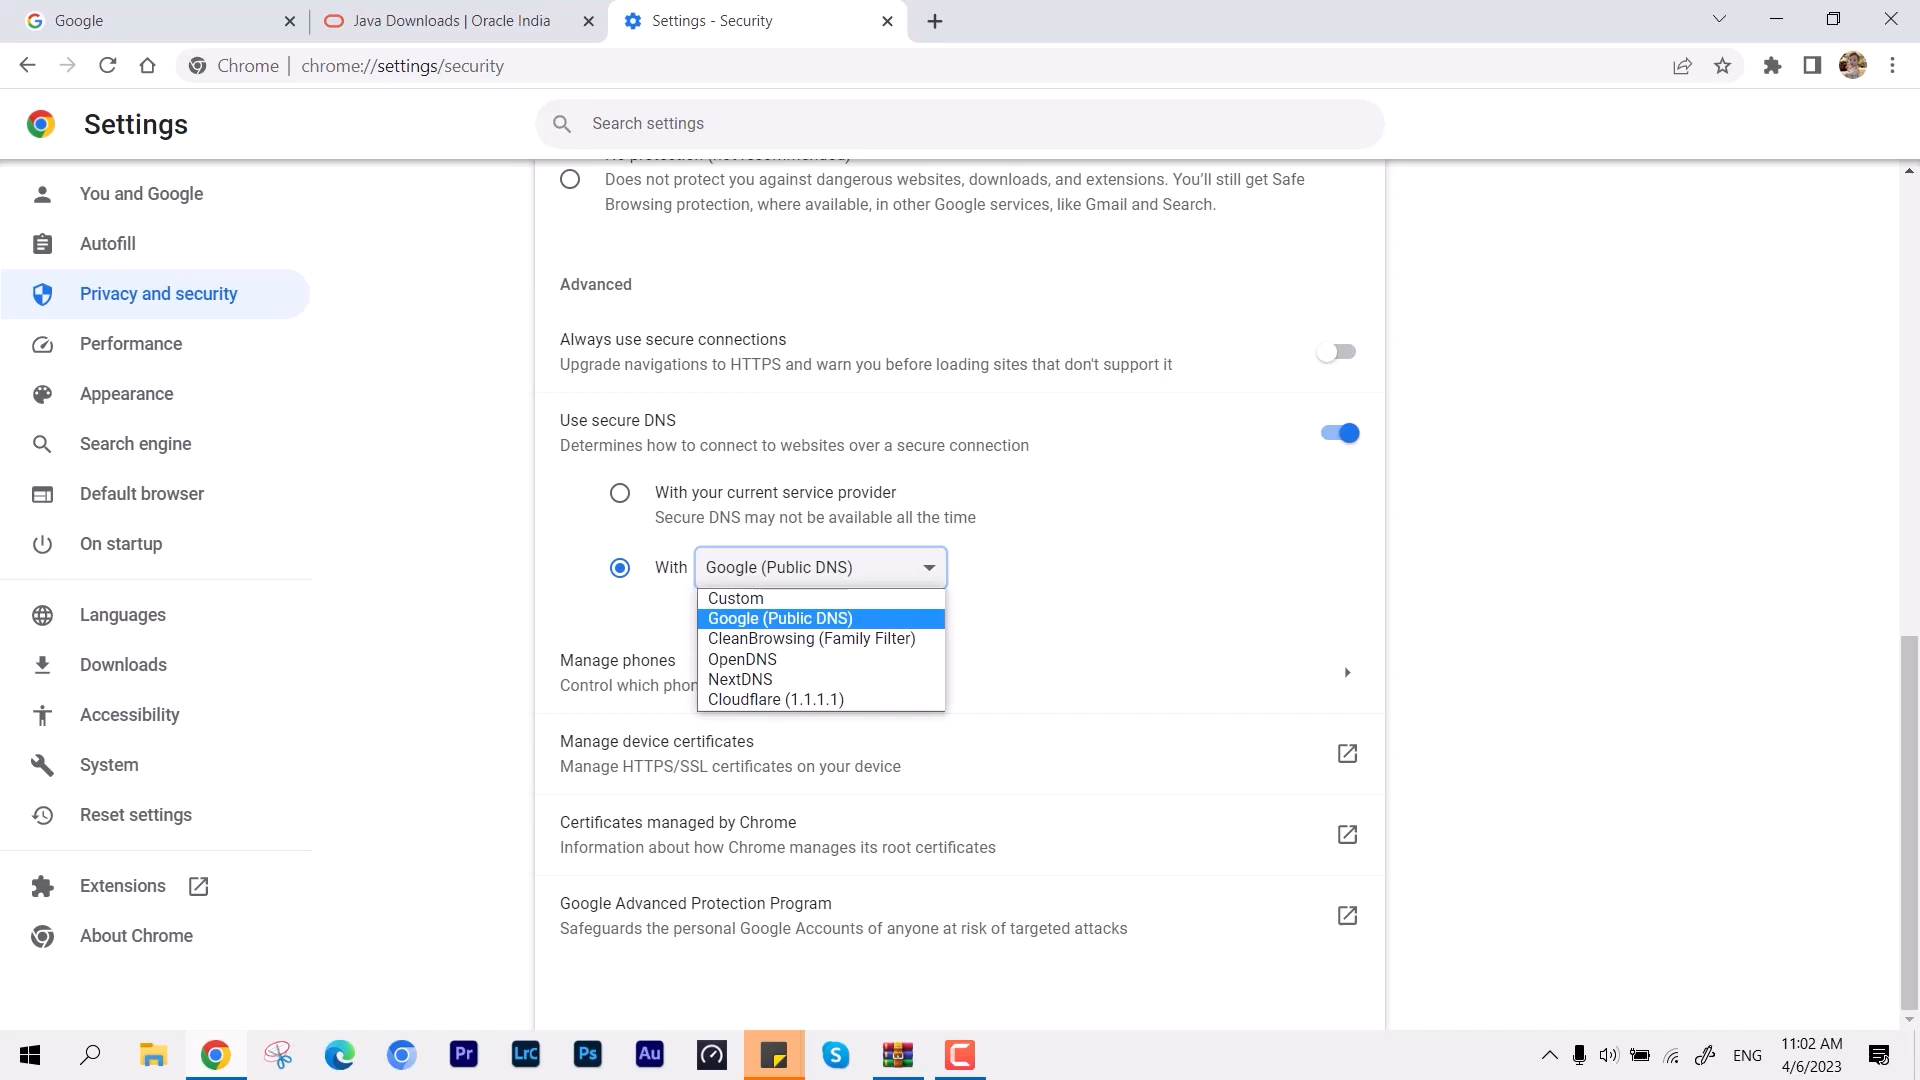 Google
Java Downloads | Oracle India
Settings - Security
Chrome | chrome://settings/security
Settings
Search settings
You and Google
Autofill
Privacy and security
Performance
Appearance
Search engine
Default browser
On startup
Languages
Downloads
Accessibility
System
Reset settings
Extensions
About Chrome
No protection (not recommended)
Does not protect you against dangerous websites, downloads, and extensions. You’ll still get Safe
Browsing protection, where available, in other Google services, like Gmail and Search.
Advanced
Always use secure connections
Upgrade navigations to HTTPS and warn you before loading sites that don't support it
Use secure DNS
Determines how to connect to websites over a secure connection
With your current service provider
Secure DNS may not be available all the time
With Google (Public DNS)
Custom
Google (Public DNS)
CleanBrowsing (Family Filter)
OpenDNS
NextDNS
Cloudflare (1.1.1.1)
Manage phones
Control which
Manage device certificates
Manage HTTPS/SSL certificates on your device
Certificates managed by Chrome
Information about how Chrome manages its root certificates
Google Advanced Protection Program
Safeguards the personal Google Accounts of anyone at risk of targeted attacks
Pr
LrC
Ps
Au
S
ENG
11:02 AM
4/6/2023